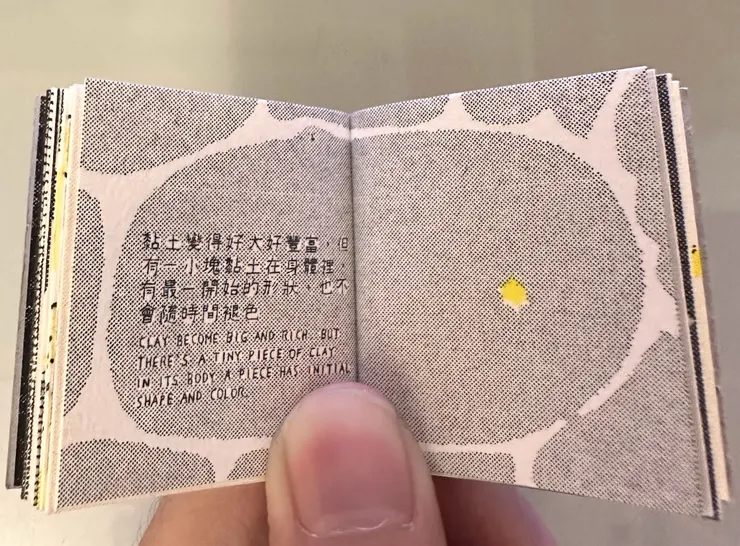 黏土變得好大好豐富，但
有一小塊黏土在身體裡，
有最一開始的形狀，也不
會隨時間褪色
CLAY BECOME BIG AND RICH. BUT
THERE'S A TINY PIECE OF CLAY
IN ITS BODY A PIECE HAS INITIAL
SHAPE AND COLOR.